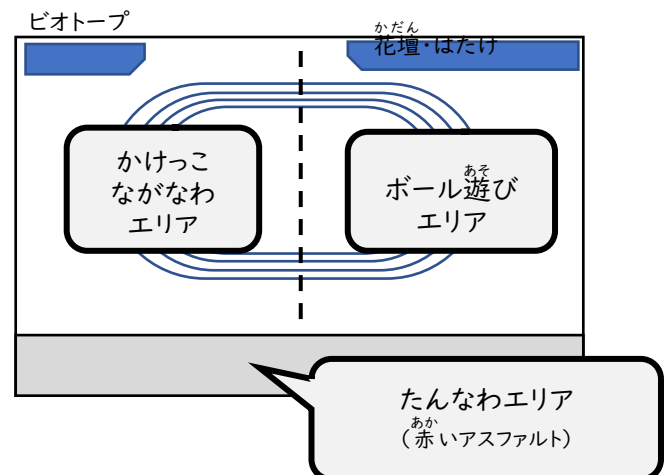 ビオトープ
かだん
花壇・はたけ
かけっこ
ながなわ
エリア
あそ
ボール遊び
エリア
たんなわエリア
あか
(赤いアスファルト)